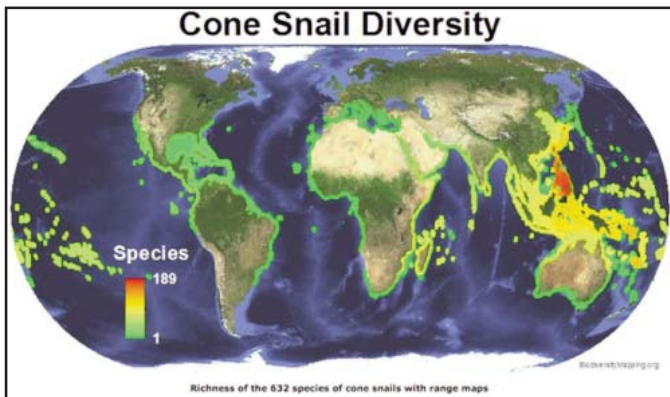 Cone Snail Diversity
Species
189
1
BiodiversityMapping.org
Richness of the 632 species of cone snails with range maps